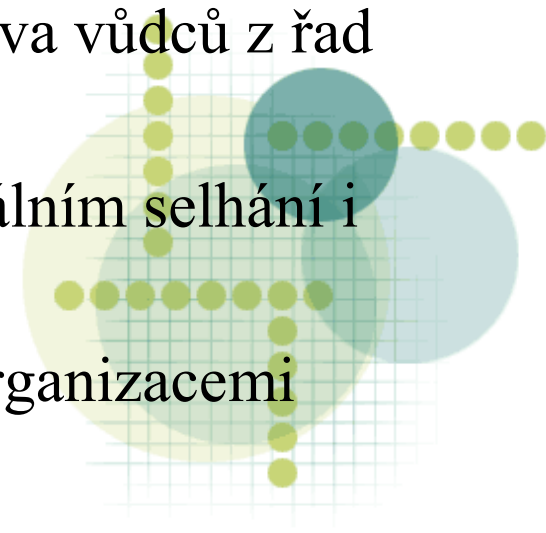 va vůdců z řad
álním selhání i
rganizacemi